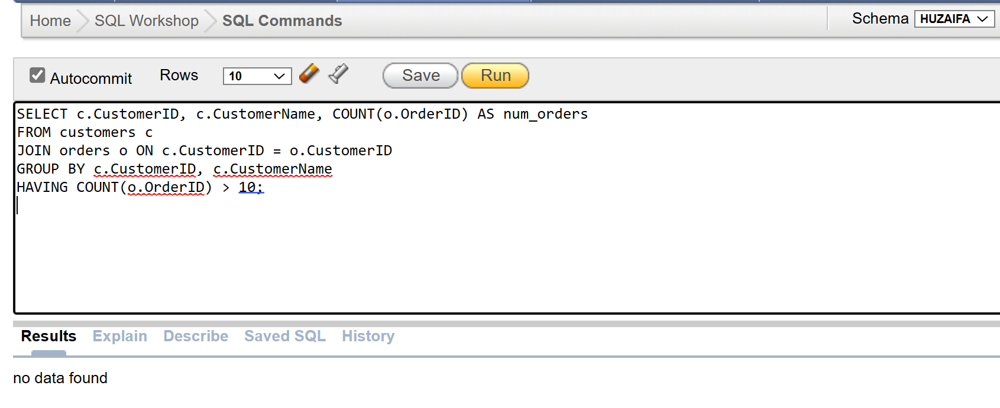 Home SQL Workshop SQL Commands Schema HUZAIFA
Autocommit Rows 10 Save Run
SELECT c.CustomerID, c.CustomerName, COUNT(o.OrderID) AS num_orders
FROM customers c
JOIN orders o ON c.CustomerID = o.CustomerID
GROUP BY c.CustomerID, c.CustomerName
HAVING COUNT(o.OrderID) > 10;
Results Explain Describe Saved SQL History
no data found